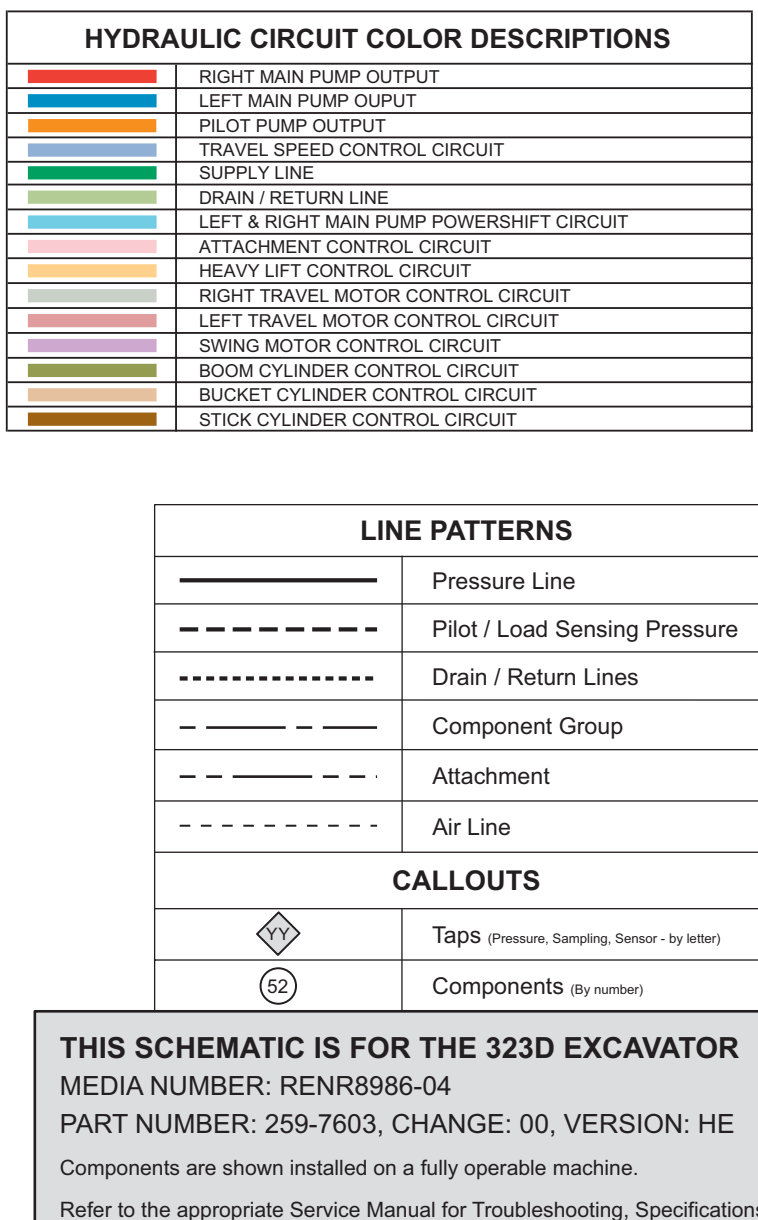 HYDRAULIC CIRCUIT COLOR DESCRIPTIONS
RIGHT MAIN PUMP OUTPUT
LEFT MAIN PUMP OUPUT
PILOT PUMP OUTPUT
TRAVEL SPEED CONTROL CIRCUIT
SUPPLY LINE
DRAIN / RETURN LINE
LEFT & RIGHT MAIN PUMP POWERSHIFT CIRCUIT
ATTACHMENT CONTROL CIRCUIT
HEAVY LIFT CONTROL CIRCUIT
RIGHT TRAVEL MOTOR CONTROL CIRCUIT
LEFT TRAVEL MOTOR CONTROL CIRCUIT
SWING MOTOR CONTROL CIRCUIT
BOOM CYLINDER CONTROL CIRCUIT
BUCKET CYLINDER CONTROL CIRCUIT
STICK CYLINDER CONTROL CIRCUIT
LINE PATTERNS
Pressure Line
Pilot / Load Sensing Pressure
Drain / Return Lines
Component Group
Attachment
Air Line
CALLOUTS
YY Taps (Pressure, Sampling, Sensor - by letter)
52 Components (By number)
THIS SCHEMATIC IS FOR THE 323D EXCAVATOR
MEDIA NUMBER: RENR8986-04
PART NUMBER: 259-7603, CHANGE: 00, VERSION: HE
Components are shown installed on a fully operable machine.
Refer to the appropriate Service Manual for Troubleshooting, Specifications